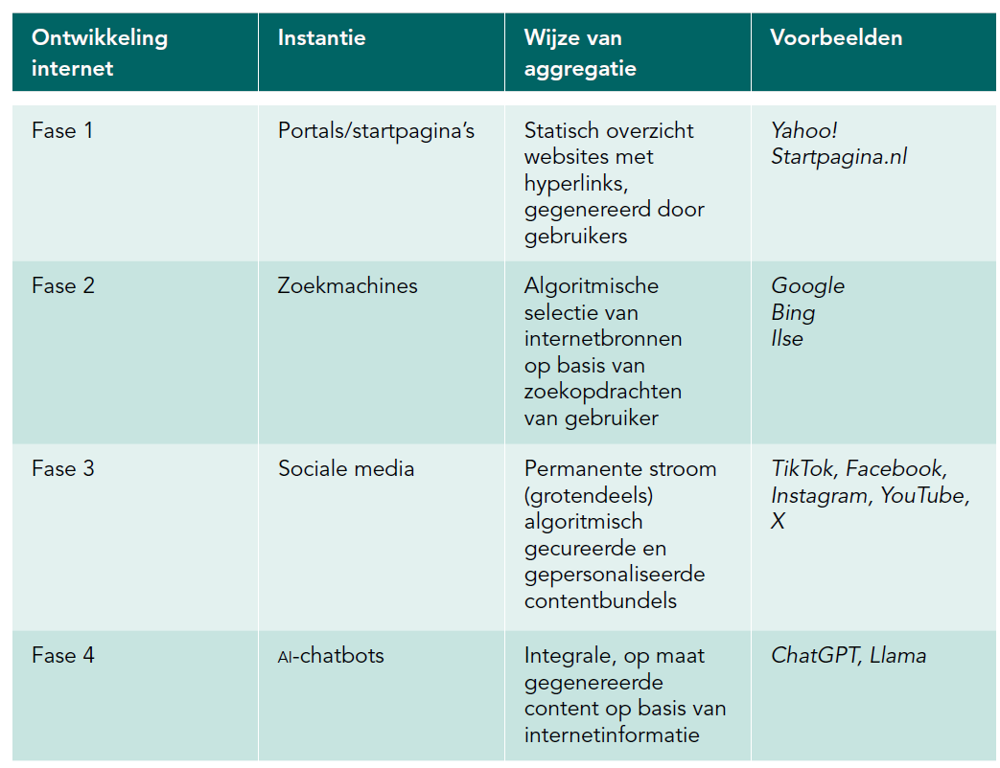 Ontwikkeling
internet
Instantie
Wijze van
aggregatie
Voorbeelden
Fase 1
Portals/startpagina’s
Statisch overzicht
websites met
hyperlinks,
gegenereerd door
gebruikers
Yahoo!
Startpagina.nl
Fase 2
Zoekmachines
Algoritmische
selectie van
internetbronnen
op basis van
zoekopdrachten
van gebruiker
Google
Bing
Ilse
Fase 3
Sociale media
Permanente stroom
(grotendeels)
algoritmisch
gecureerde en
gepersonaliseerde
contentbundels
TikTok, Facebook,
Instagram, YouTube,
X
Fase 4
AI-chatbots
Integrale, op maat
gegenereerde
content op basis van
internetinformatie
ChatGPT, Llama